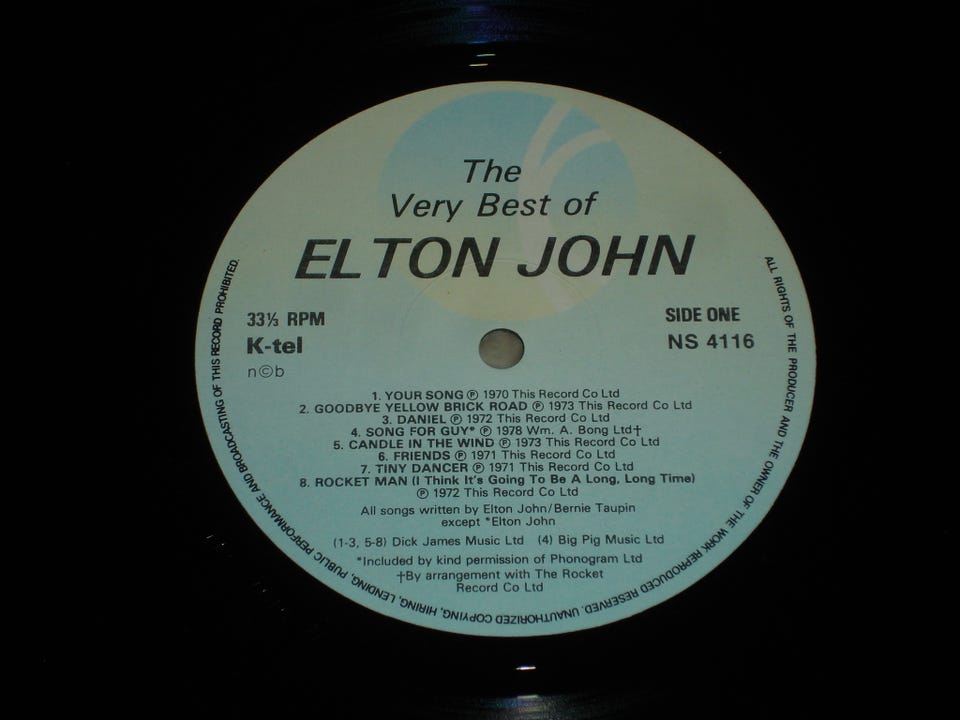 The
Very Best of
ELTON JOHN
33⅓ RPM
K-tel
n©b
SIDE ONE
NS 4116
1. YOUR SONG ℗ 1970 This Record Co Ltd
2. GOODBYE YELLOW BRICK ROAD ℗ 1973 This Record Co Ltd
3. DANIEL ℗ 1972 This Record Co Ltd
4. SONG FOR GUY* ℗ 1978 Wm. A. Bong Ltd†
5. CANDLE IN THE WIND ℗ 1973 This Record Co Ltd
6. FRIENDS ℗ 1971 This Record Co Ltd
7. TINY DANCER ℗ 1971 This Record Co Ltd
8. ROCKET MAN (I Think It's Going To Be A Long, Long Time)
℗ 1972 This Record Co Ltd
All songs written by Elton John/Bernie Taupin
except *Elton John
(1-3, 5-8) Dick James Music Ltd (4) Big Pig Music Ltd
*Included by kind permission of Phonogram Ltd
†By arrangement with The Rocket
Record Co Ltd
ALL RIGHTS OF THE PRODUCER AND THE OWNER OF THE WORK REPRODUCED RESERVED. UNAUTHORIZED COPYING, HIRING, LENDING, PUBLIC PERFORMANCE AND BROADCASTING OF THIS RECORD PROHIBITED.